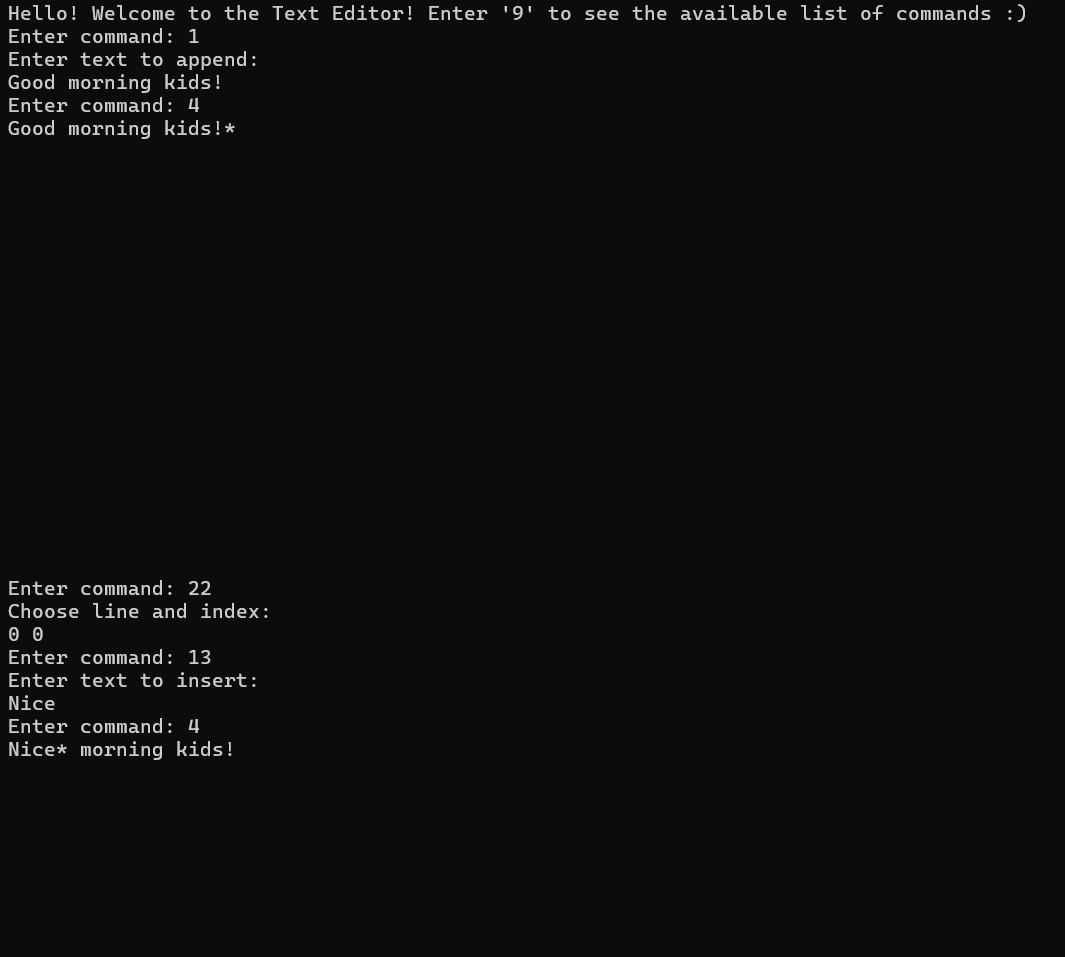 Hello! Welcome to the Text Editor! Enter '9' to see the available list of commands :)
Enter command: 1
Enter text to append:
Good morning kids!
Enter command: 4
Good morning kids!*
Enter command: 22
Choose line and index:
0 0
Enter command: 13
Enter text to insert:
Nice
Enter command: 4
Nice* morning kids!